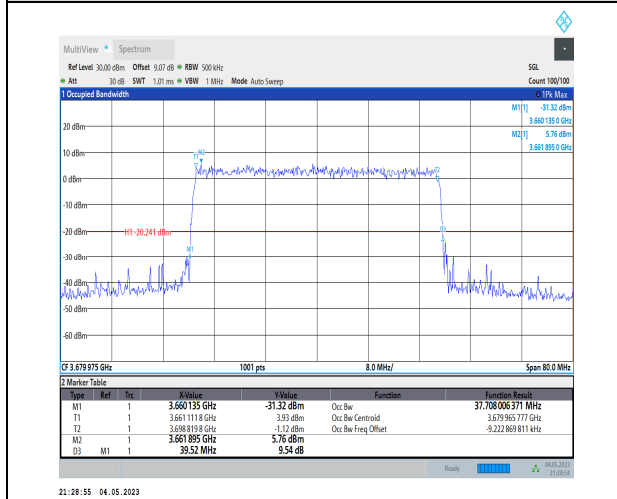 MultiView Spectrum
Ref Level 30.00 dBm Offset 9.07 dB RBW 500 kHz SGL
Att 30 dB SWT 1.01 ms VBW 1 MHz Mode Auto Sweep Count 100/100
1 Occupied Bandwidth 1Pk Max
M1[1] -31.32 dBm
3.660 135 0 GHz
M2[1] 5.76 dBm
3.661 895 0 GHz
20 dBm
10 dBm
T1 M2
T2
0 dBm
-10 dBm
-20 dBm
H1 -20.241 dBm
D3
M1
-30 dBm
-40 dBm
-50 dBm
-60 dBm
CF 3.679 975 GHz 1001 pts 8.0 MHz/ Span 80.0 MHz
2 Marker Table
Type Ref Trc X-Value Y-Value Function Function Result
M1 1 3.660 135 GHz -31.32 dBm Occ Bw 37.708 006 371 MHz
T1 1 3.661 111 8 GHz 3.93 dBm Occ Bw Centroid 3.679 965 777 GHz
T2 1 3.698 819 8 GHz -1.12 dBm Occ Bw Freq Offset -9.222 869 811 kHz
M2 1 3.661 895 GHz 5.76 dBm
D3 M1 1 39.52 MHz 9.54 dB
Ready 04.05.2023
21:28:54
21:28:55 04.05.2023